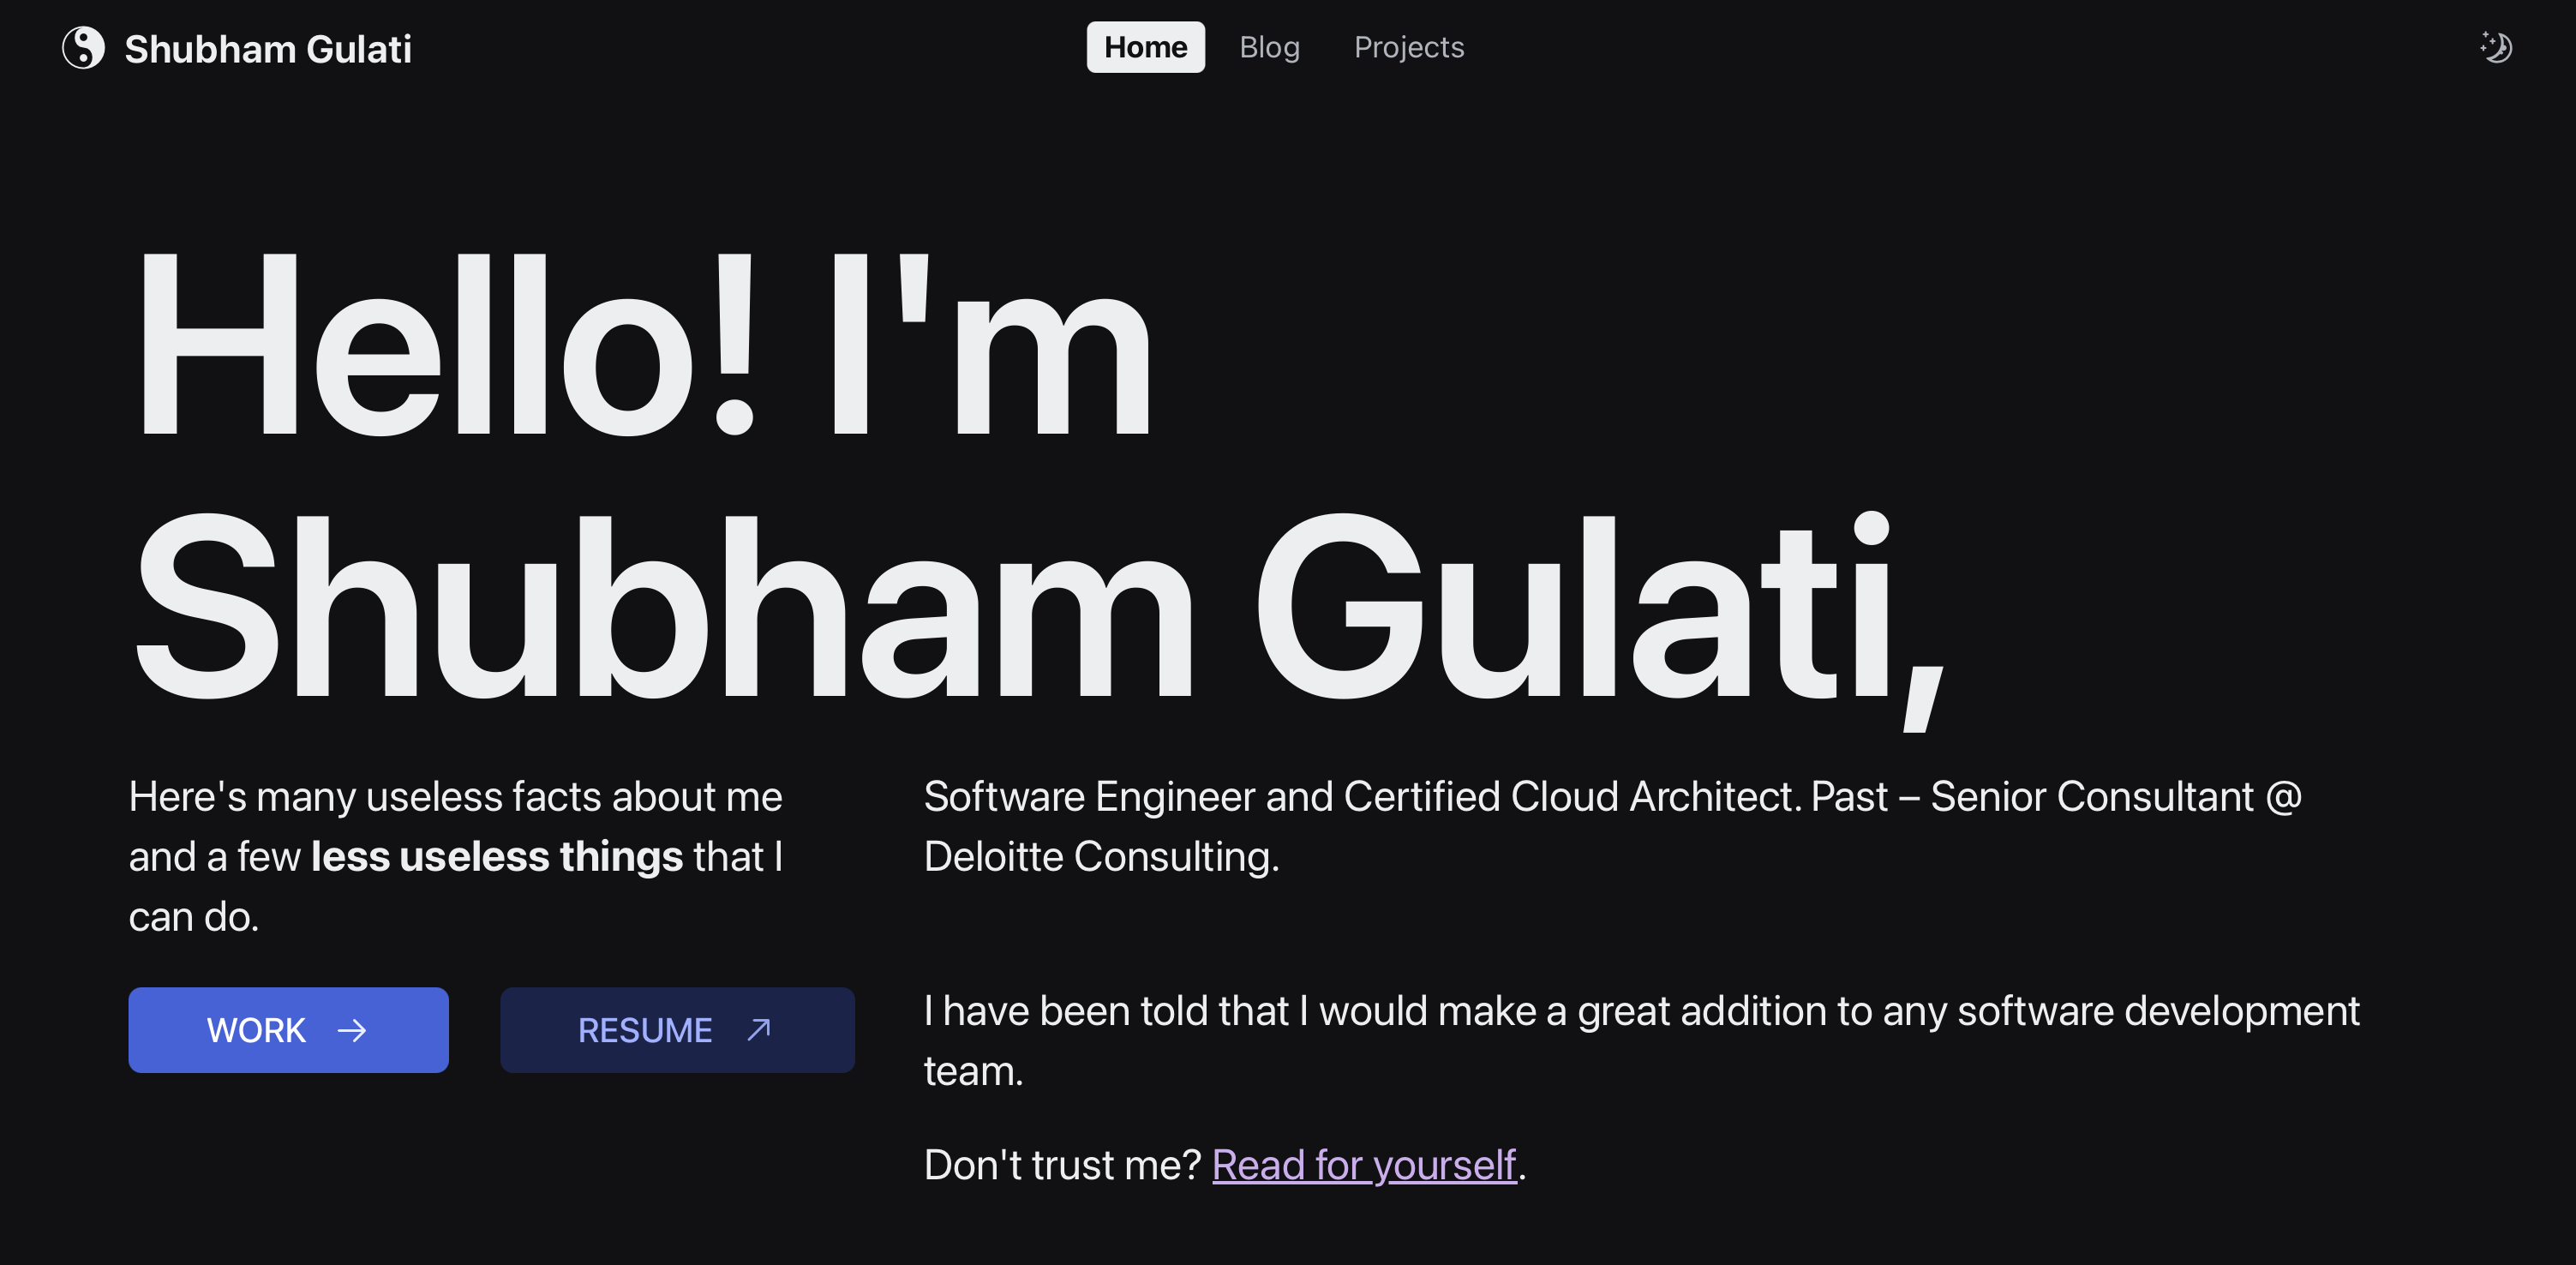 Shubham Gulati
Home Blog Projects
Hello! I'm
Shubham Gulati,
Here's many useless facts about me
and a few less useless things that I
can do.
WORK →
RESUME ↗
Software Engineer and Certified Cloud Architect. Past – Senior Consultant @
Deloitte Consulting.
I have been told that I would make a great addition to any software development
team.
Don't trust me? Read for yourself.